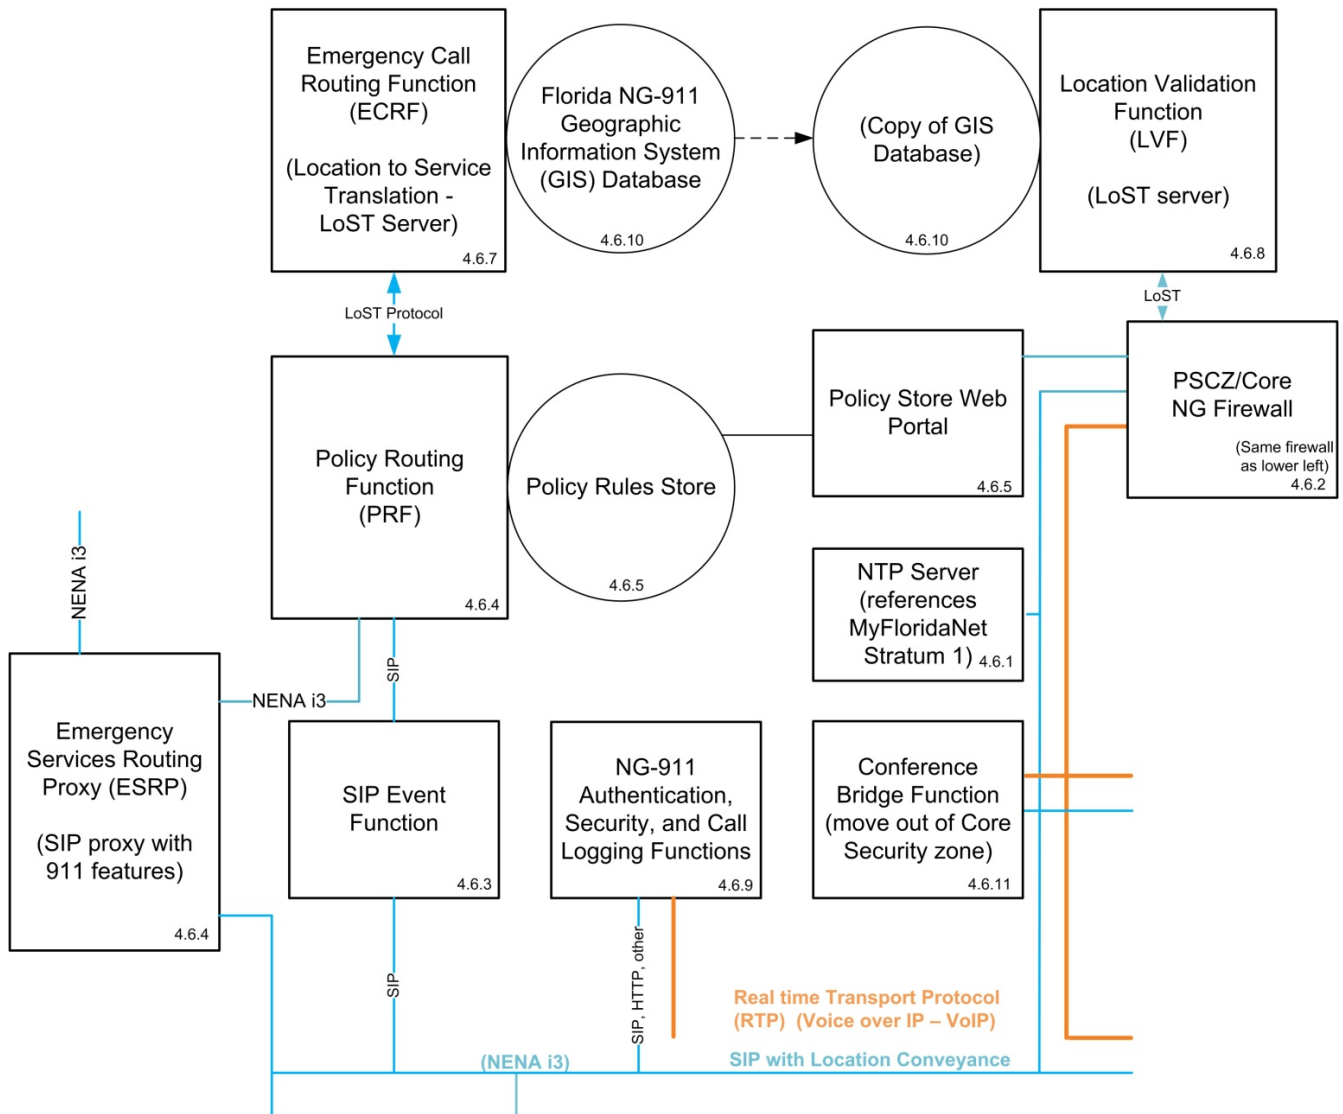 Emergency Call
Routing Function
(ECRF)
(Location to Service
Translation -
LoST Server)
4.6.7
Florida NG-911
Geographic
Information System
(GIS) Database
4.6.10
(Copy of GIS
Database)
4.6.10
Location Validation
Function
(LVF)
(LoST server)
4.6.8
LoST Protocol
LoST
Policy Routing
Function
(PRF)
4.6.4
Policy Rules Store
4.6.5
Policy Store Web
Portal
4.6.5
PSCZ/Core
NG Firewall
(Same firewall
as lower left)
4.6.2
NENA i3
NTP Server
(references
MyFloridaNet
Stratum 1)
4.6.1
SIP
NENA i3
Emergency
Services Routing
Proxy (ESRP)
(SIP proxy with
911 features)
4.6.4
SIP Event
Function
4.6.3
NG-911
Authentication,
Security, and Call
Logging Functions
4.6.9
Conference
Bridge Function
(move out of Core
Security zone)
4.6.11
SIP
SIP, HTTP, other
Real time Transport Protocol
(RTP) (Voice over IP – VoIP)
(NENA i3)
SIP with Location Conveyance